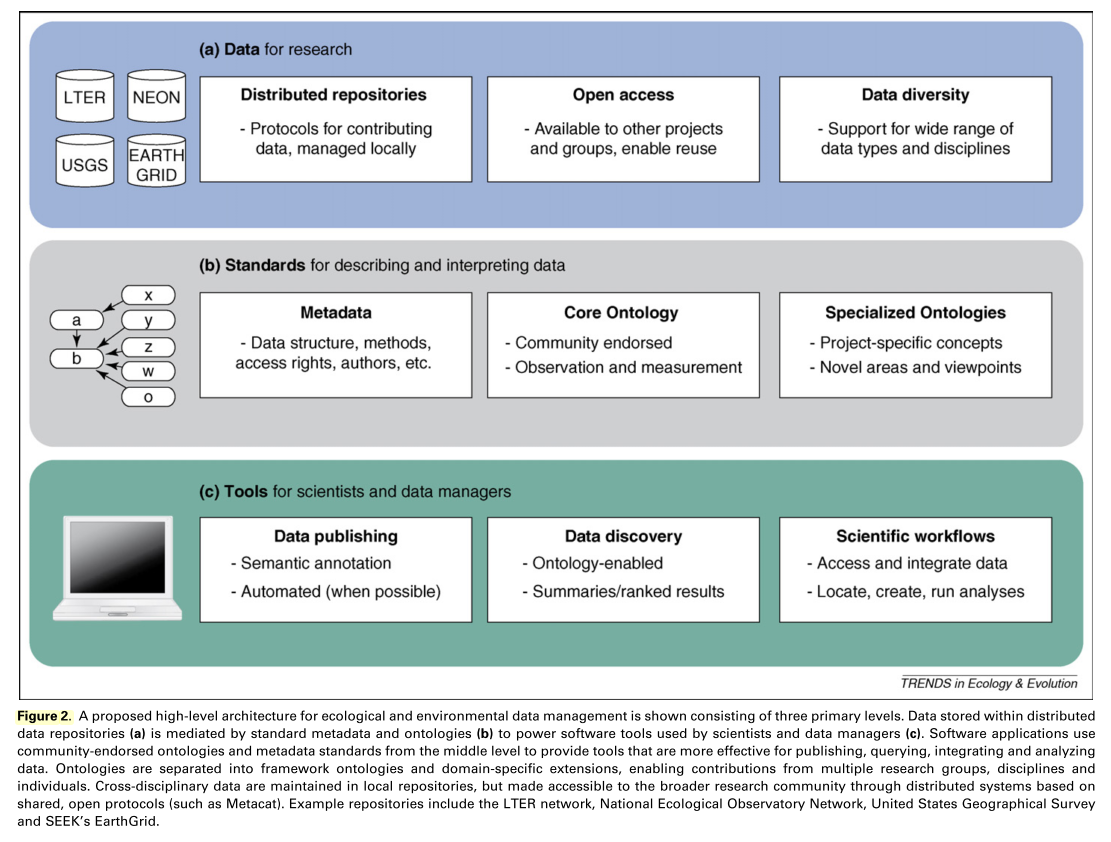 (a) Data for research
LTER
NEON
USGS
EARTH
GRID
Distributed repositories
- Protocols for contributing
data, managed locally
Open access
- Available to other projects
and groups, enable reuse
Data diversity
- Support for wide range of
data types and disciplines
(b) Standards for describing and interpreting data
x
a
y
z
b
w
o
Metadata
- Data structure, methods,
access rights, authors, etc.
Core Ontology
- Community endorsed
- Observation and measurement
Specialized Ontologies
- Project-specific concepts
- Novel areas and viewpoints
(c) Tools for scientists and data managers
Data publishing
- Semantic annotation
- Automated (when possible)
Data discovery
- Ontology-enabled
- Summaries/ranked results
Scientific workflows
- Access and integrate data
- Locate, create, run analyses
TRENDS in Ecology & Evolution
Figure 2. A proposed high-level architecture for ecological and environmental data management is shown consisting of three primary levels. Data stored within distributed
data repositories (a) is mediated by standard metadata and ontologies (b) to power software tools used by scientists and data managers (c). Software applications use
community-endorsed ontologies and metadata standards from the middle level to provide tools that are more effective for publishing, querying, integrating and analyzing
data. Ontologies are separated into framework ontologies and domain-specific extensions, enabling contributions from multiple research groups, disciplines and
individuals. Cross-disciplinary data are maintained in local repositories, but made accessible to the broader research community through distributed systems based on
shared, open protocols (such as Metacat). Example repositories include the LTER network, National Ecological Observatory Network, United States Geological Survey
and SEEK's EarthGrid.